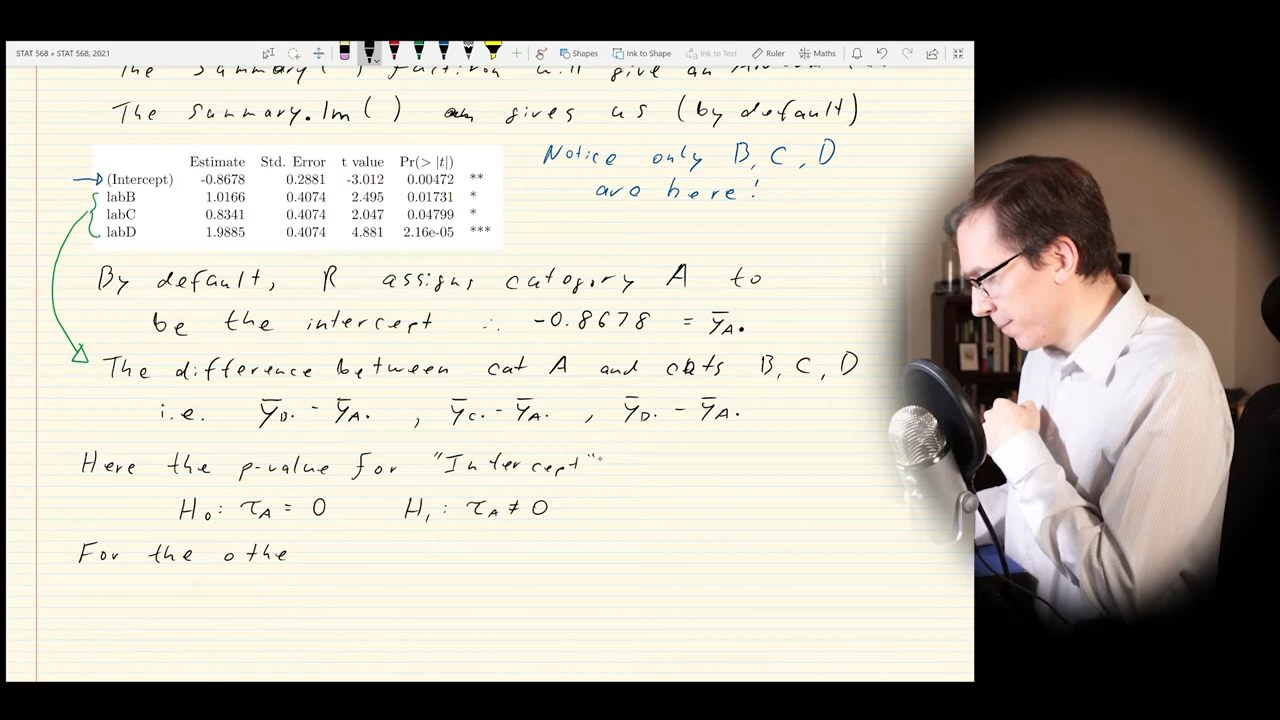 STAT 568 » STAT 568, 2021
Shapes Ink to Shape Ink to Text Ruler Maths
The Summary( ) will give an
The summary.lm( ) gives us (by default)
Estimate Std. Error t value Pr(> |t|)
(Intercept) -0.8678 0.2881 -3.012 0.00472 **
labB 1.0166 0.4074 2.495 0.01731 *
labC 0.8341 0.4074 2.047 0.04799 *
labD 1.9885 0.4074 4.881 2.16e-05 ***
Notice only B, C, D
are here!
By default, R assigns category A to
be the intercept ∴ -0.8678 = ȳA.
The difference between cat A and cats B, C, D
i.e. ȳD. - ȳA. , ȳC. - ȳA. , ȳD. - ȳA.
Here the p-value for "Intercept"
H0: τA = 0 H1: τA ≠ 0
For the othe